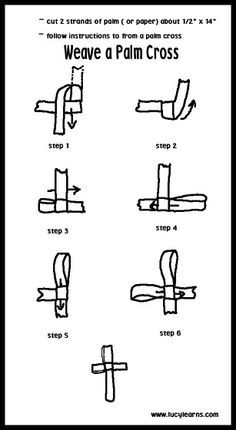 ~ cut 2 strands of palm ( or paper) about 1/2" x 14"
~ follow instructions to from a palm cross
Weave a Palm Cross
step 1
step 2
step 3
step 4
step 5
step 6
www.lucylearns.com